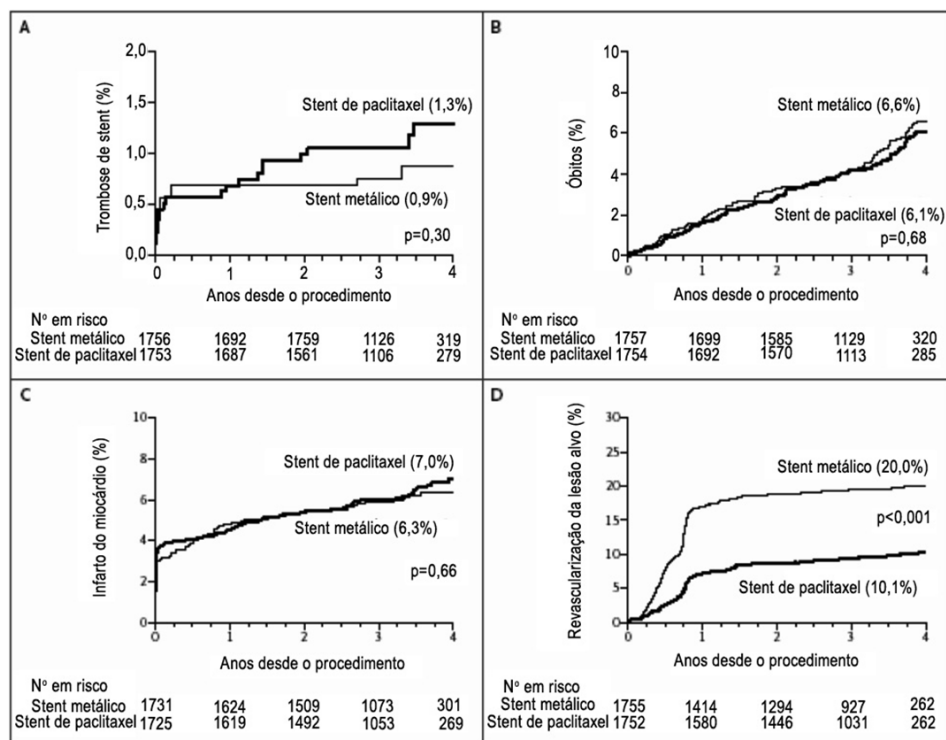 A
Trombose de stent (%)
2,0
1,5
1,0
0,5
0,0
Stent de paclitaxel (1,3%)
Stent metálico (0,9%)
p=0,30
0 1 2 3 4
Anos desde o procedimento
Nº em risco
Stent metálico 1756 1692 1759 1126 319
Stent de paclitaxel 1753 1687 1561 1106 279
B
Óbitos (%)
10
8
6
4
2
0
Stent metálico (6,6%)
Stent de paclitaxel (6,1%)
p=0,68
0 1 2 3 4
Anos desde o procedimento
Nº em risco
Stent metálico 1757 1699 1585 1129 320
Stent de paclitaxel 1754 1692 1570 1113 285
C
Infarto do miocárdio (%)
10
8
6
4
2
0
Stent de paclitaxel (7,0%)
Stent metálico (6,3%)
p=0,66
0 1 2 3 4
Anos desde o procedimento
Nº em risco
Stent metálico 1731 1624 1509 1073 301
Stent de paclitaxel 1725 1619 1492 1053 269
D
Revascularização da lesão alvo (%)
30
25
20
15
10
5
0
Stent metálico (20,0%)
p<0,001
Stent de paclitaxel (10,1%)
0 1 2 3 4
Anos desde o procedimento
Nº em risco
Stent metálico 1755 1414 1294 927 262
Stent de paclitaxel 1752 1580 1446 1031 262